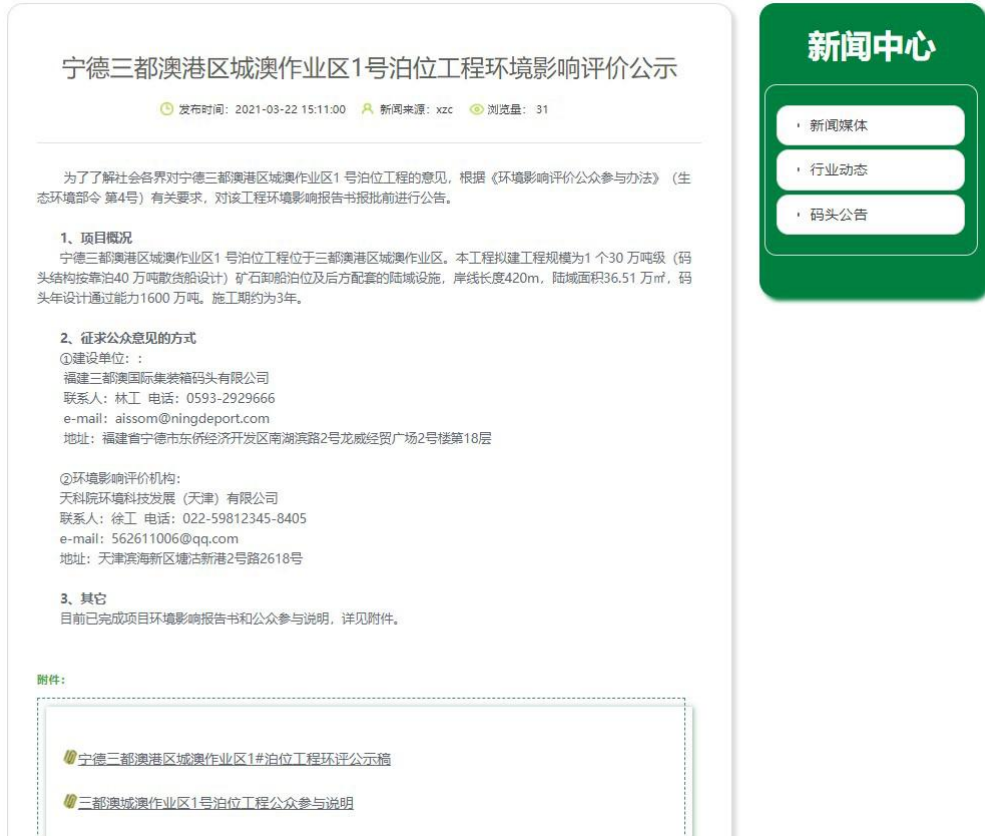 宁德三都澳港区城澳作业区1号泊位工程环境影响评价公示
发布时间：2021-03-22 15:11:00 新闻来源：xzc 浏览量： 31
为了了解社会各界对宁德三都澳港区城澳作业区1 号泊位工程的意见，根据《环境影响评价公众参与办法》（生
态环境部令 第4号）有关要求，对该工程环境影响报告书报批前进行公告。
1、项目概况
宁德三都澳港区城澳作业区1 号泊位工程位于三都澳港区城澳作业区。本工程拟建工程规模为1 个30 万吨级（码
头结构按靠泊40 万吨散货船设计）矿石卸船泊位及后方配套的陆域设施，岸线长度420m，陆域面积36.51 万㎡，码
头年设计通过能力1600 万吨。施工期约为3年。
2、征求公众意见的方式
①建设单位：:
福建三都澳国际集装箱码头有限公司
联系人：林工 电话：0593-2929666
e-mail：aissom@ningdeport.com
地址：福建省宁德市东侨经济开发区南湖滨路2号龙威经贸广场2号楼第18层
②环境影响评价机构：
天科院环境科技发展（天津）有限公司
联系人：徐工 电话：022-59812345-8405
e-mail：562611006@qq.com
地址：天津滨海新区塘沽新港2号路2618号
3、其它
目前已完成项目环境影响报告书和公众参与说明，详见附件。
附件：
宁德三都澳港区城澳作业区1#泊位工程环评公示稿
三都澳城澳作业区1号泊位工程公众参与说明
新闻中心
新闻媒体
行业动态
码头公告